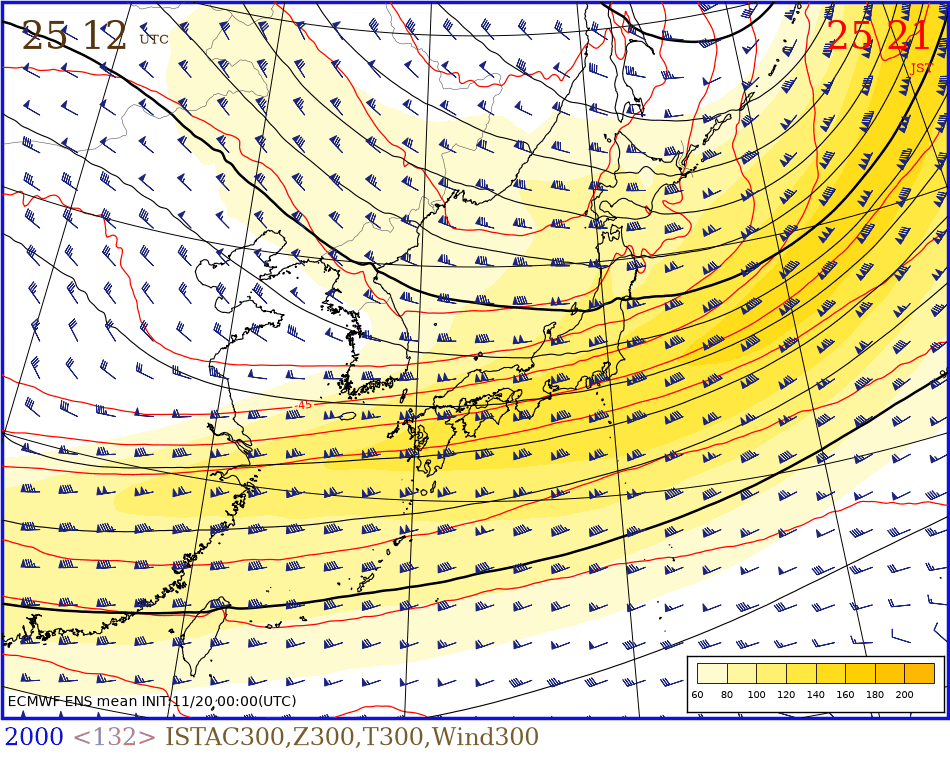 25 12 UTC
25 21
JST
-45
60 80 100 120 140 160 180 200
ECMWF ENS mean INIT:11/20 00:00(UTC)
2000 <132> ISTAC300,Z300,T300,Wind300